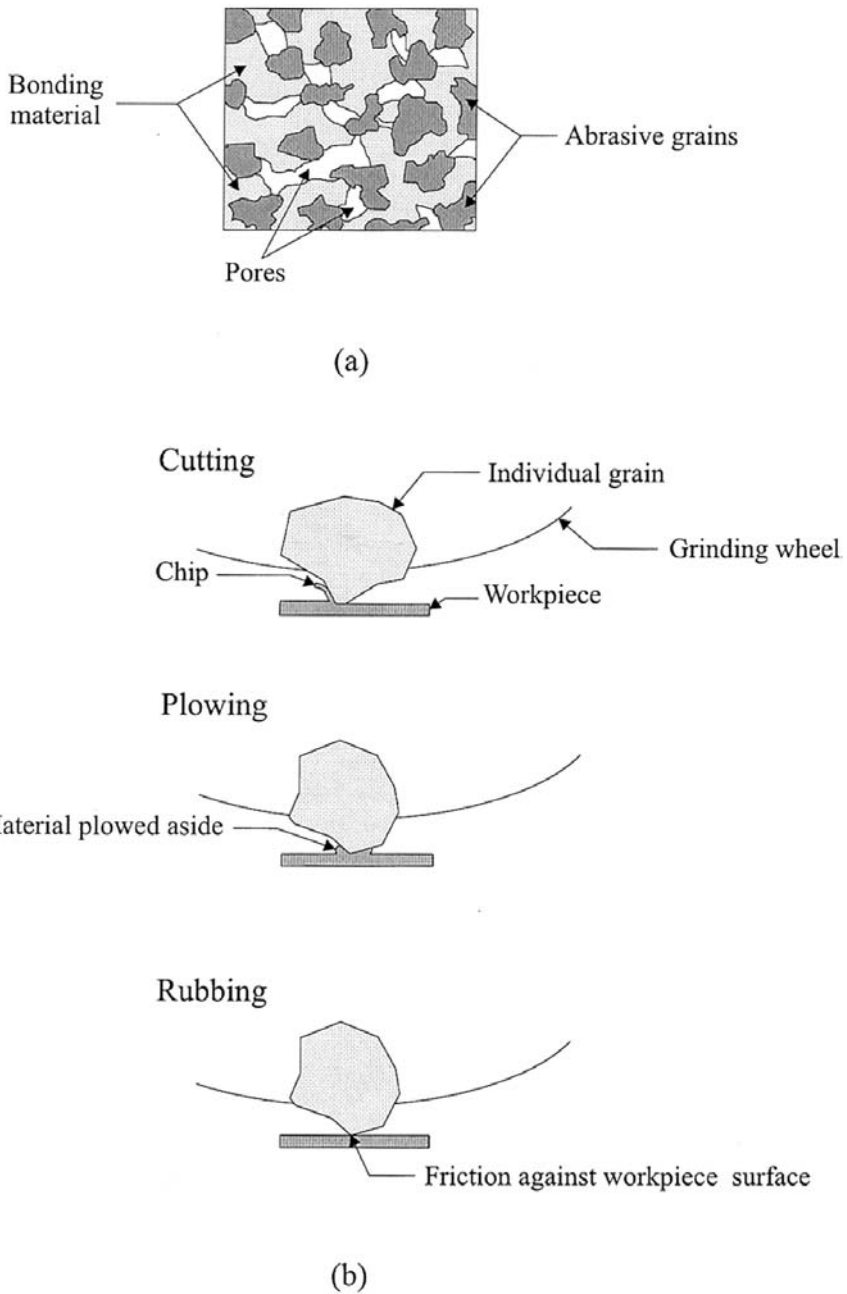 Bonding
material
Abrasive grains
Pores
(a)
Cutting
Individual grain
Grinding wheel
Chip
Workpiece
Plowing
aterial plowed aside
Rubbing
Friction against workpiece surface
(b)